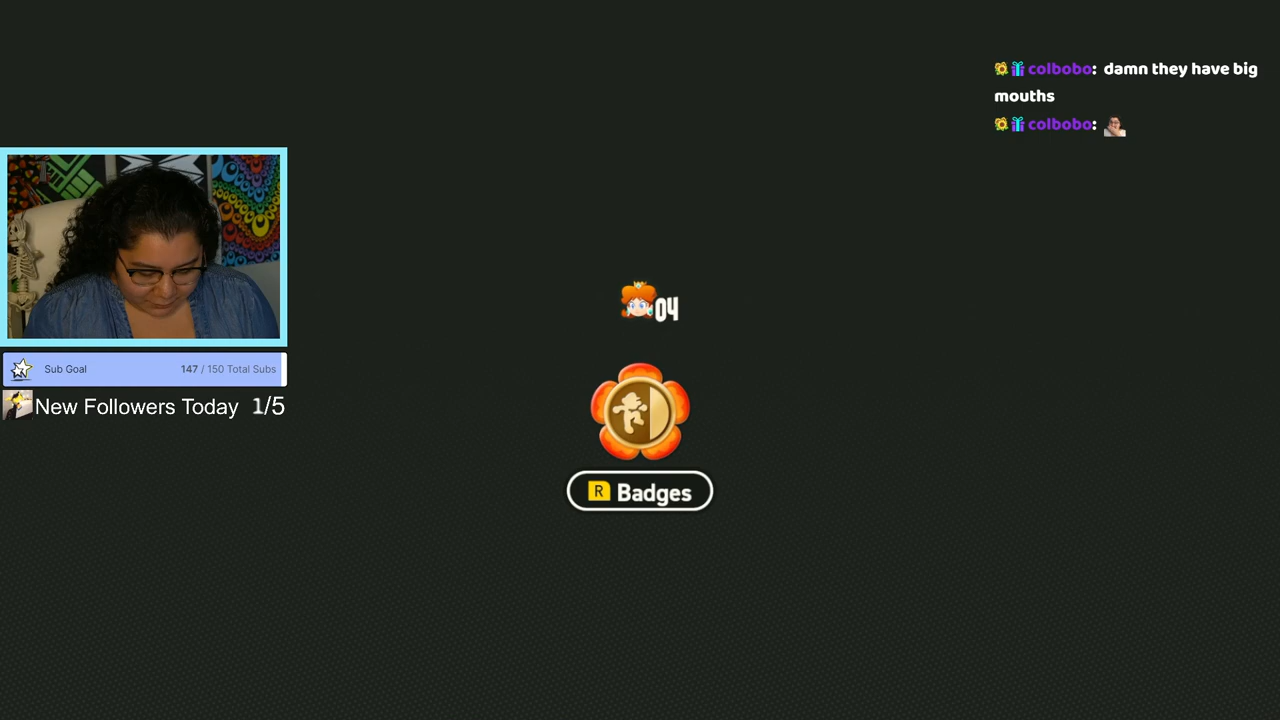 colbobo: damn they have big
mouths
colbobo:
04
Sub Goal 147 / 150 Total Subs
New Followers Today 1/5
R Badges